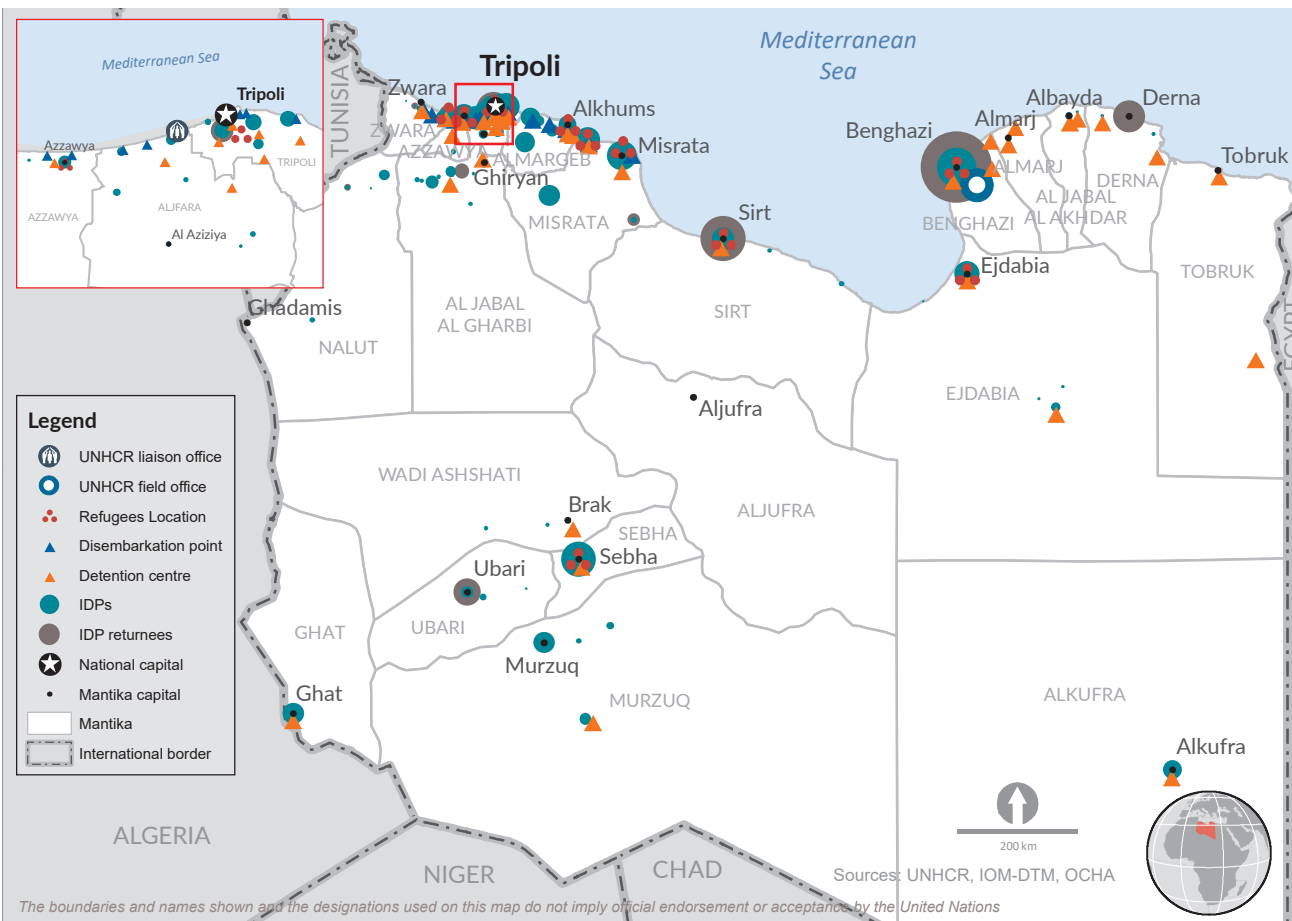 Mediterranean Sea
Tripoli
Azzawya
TRIPOLI
AZZAWYA
ALJFARA
Al Aziziya
TUNISIA
Mediterranean
Sea
Tripoli
Zwara
ZWARA
AZZAWYA
Alkhums
ALMARGEB
Misrata
Ghiryan
MISRATA
Sirt
Benghazi
Almarj
Albayda
Derna
Tobruk
ALMARJ
AL JABAL
AL AKHDAR
DERNA
BENGHAZI
Ejdabia
TOBRUK
EGYPT
Ghadamis
NALUT
AL JABAL
AL GHARBI
SIRT
EJDABIA
Aljufra
WADI ASHSHATI
Brak
SEBHA
Sebha
ALJUFRA
Ubari
UBARI
GHAT
Murzuq
MURZUQ
Ghat
ALKUFRA
Alkufra
Legend
UNHCR liaison office
UNHCR field office
Refugees Location
Disembarkation point
Detention centre
IDPs
IDP returnees
National capital
Mantika capital
Mantika
International border
ALGERIA
NIGER
CHAD
200 km
Sources: UNHCR, IOM-DTM, OCHA
The boundaries and names shown and the designations used on this map do not imply official endorsement or acceptance by the United Nations